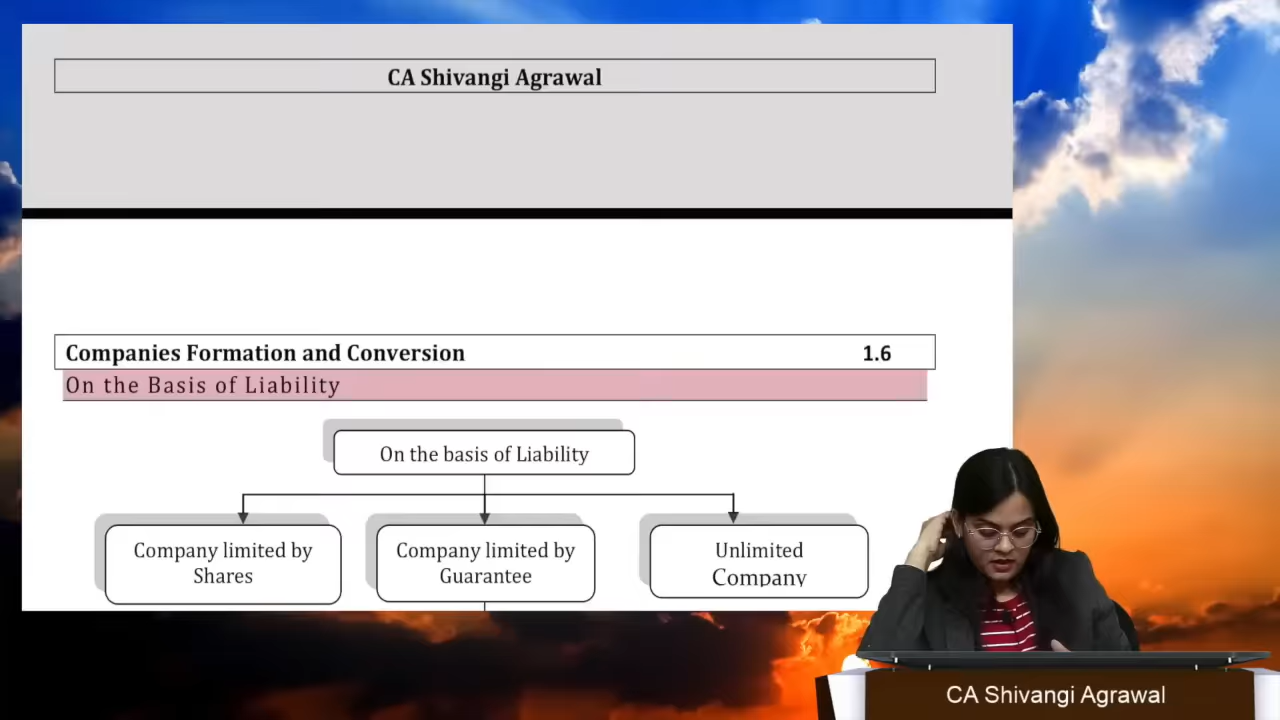 CA Shivangi Agrawal
Companies Formation and Conversion 1.6
On the Basis of Liability
On the basis of Liability
Company limited by
Shares
Company limited by
Guarantee
Unlimited
Company
CA Shivangi Agrawal